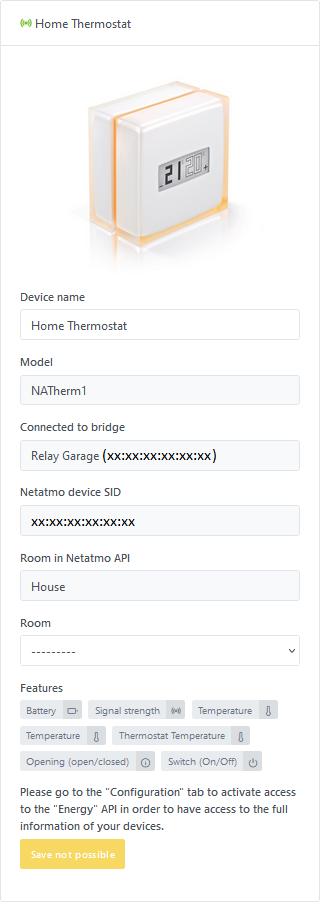 Home Thermostat
- 21 20 +
Device name
Home Thermostat
Model
NATherm1
Connected to bridge
Relay Garage (xx:xx:xx:xx:xx:xx)
Netatmo device SID
xx:xx:xx:xx:xx:xx
Room in Netatmo API
House
Room
---------
Features
Battery Signal strength Temperature
Temperature Thermostat Temperature
Opening (open/closed) Switch (On/Off)
Please go to the "Configuration" tab to activate access
to the "Energy" API in order to have access to the full
information of your devices.
Save not possible